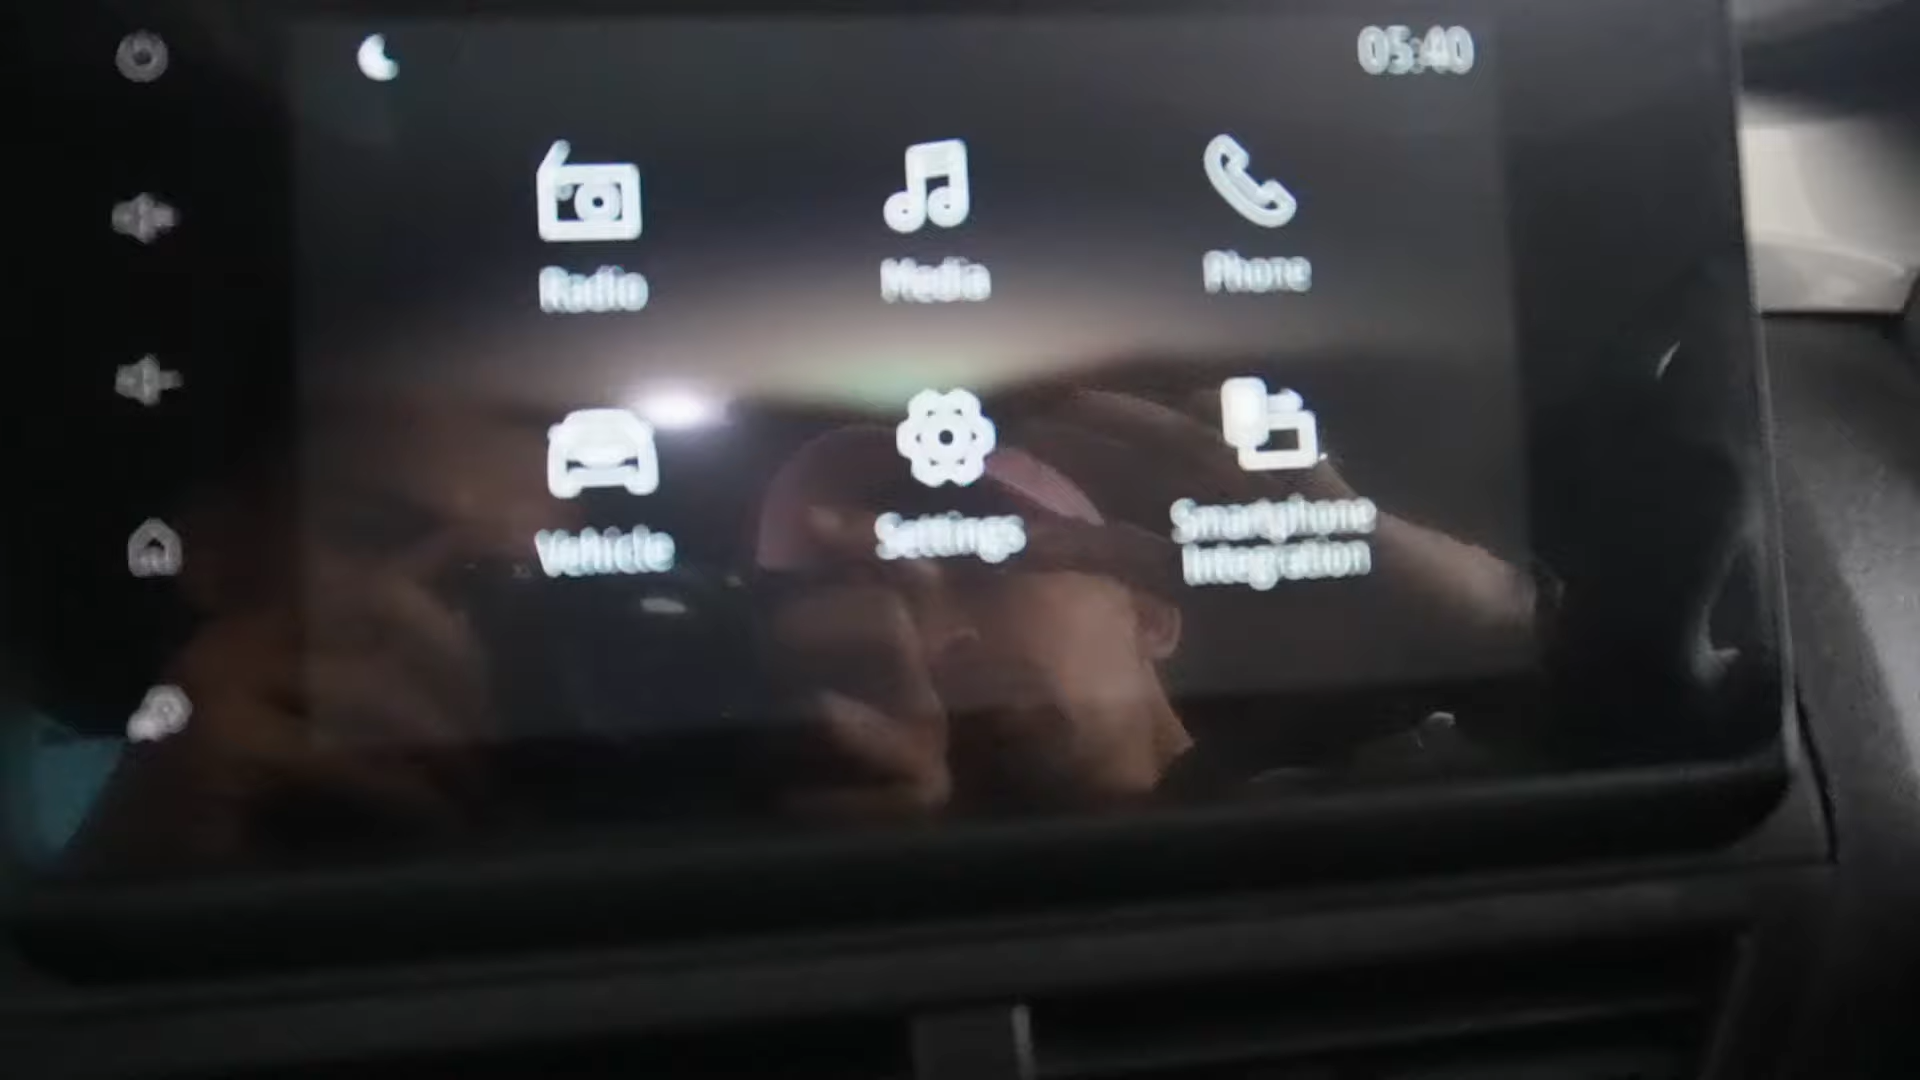 05:40
Radio
Media
Phone
Vehicle
Settings
Smartphone
Integration